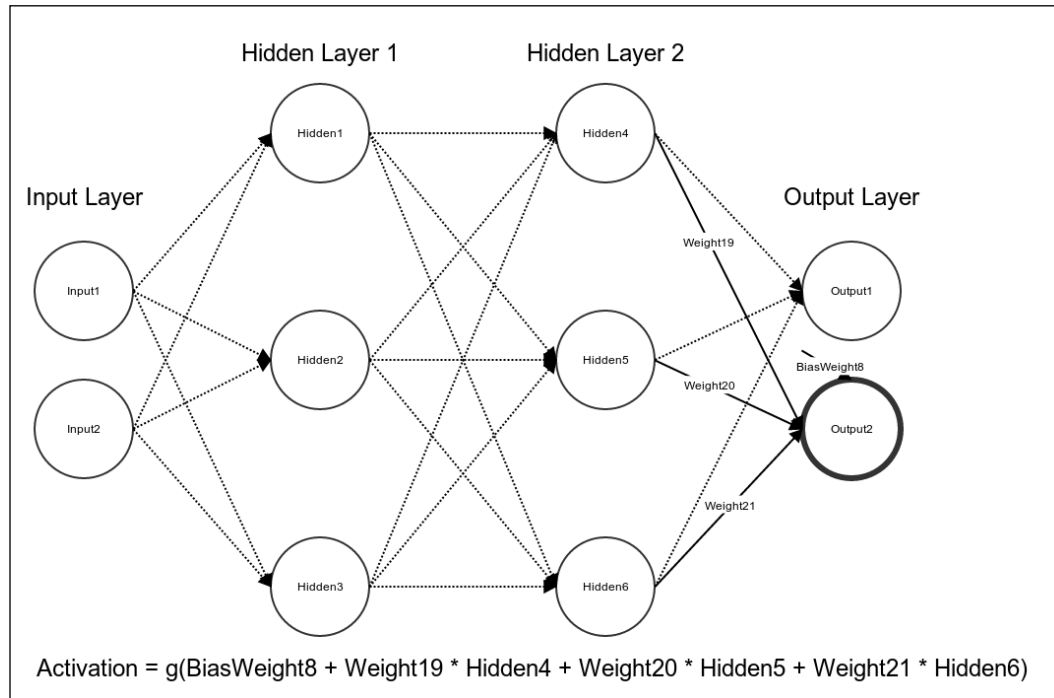 Hidden Layer 1
Hidden Layer 2
Hidden1
Hidden4
Input Layer
Output Layer
Weight19
Input1
Output1
Hidden2
Hidden5
BiasWeight8
Weight20
Input2
Output2
Weight21
Hidden3
Hidden6
Activation = g(BiasWeight8 + Weight19 * Hidden4 + Weight20 * Hidden5 + Weight21 * Hidden6)